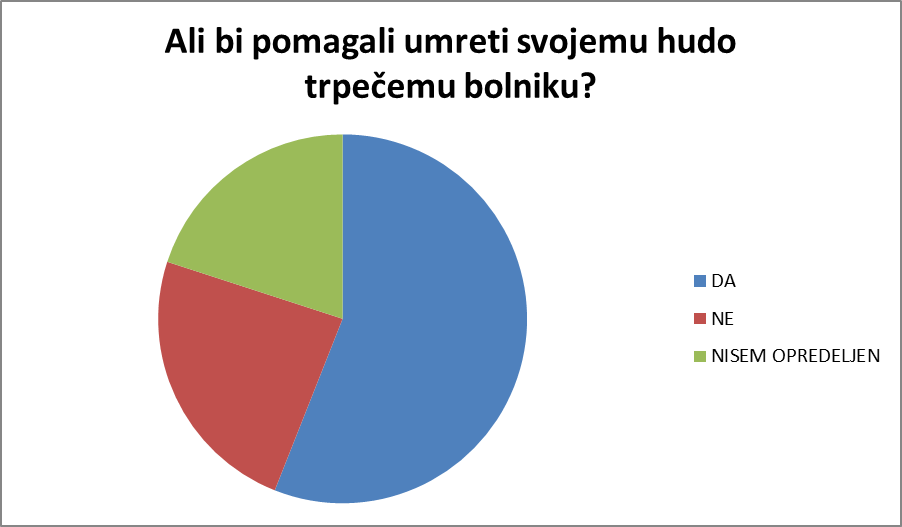 Ali bi pomagali umreti svojemu hudo
trpečemu bolniku?
DA
NE
NISEM OPREDELJEN